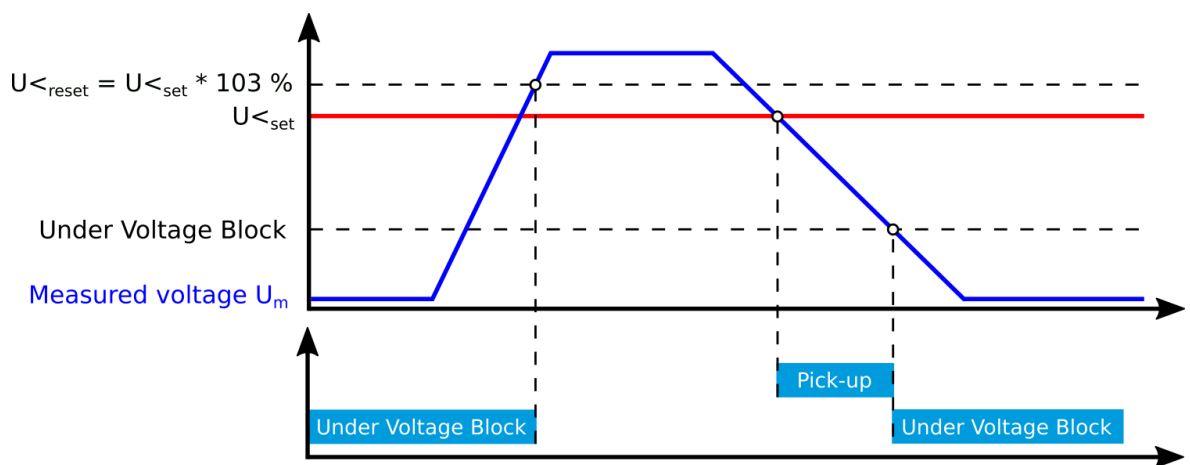 U<reset = U<set * 103 %
U<set
Under Voltage Block
Measured voltage Um
Pick-up
Under Voltage Block
Under Voltage Block